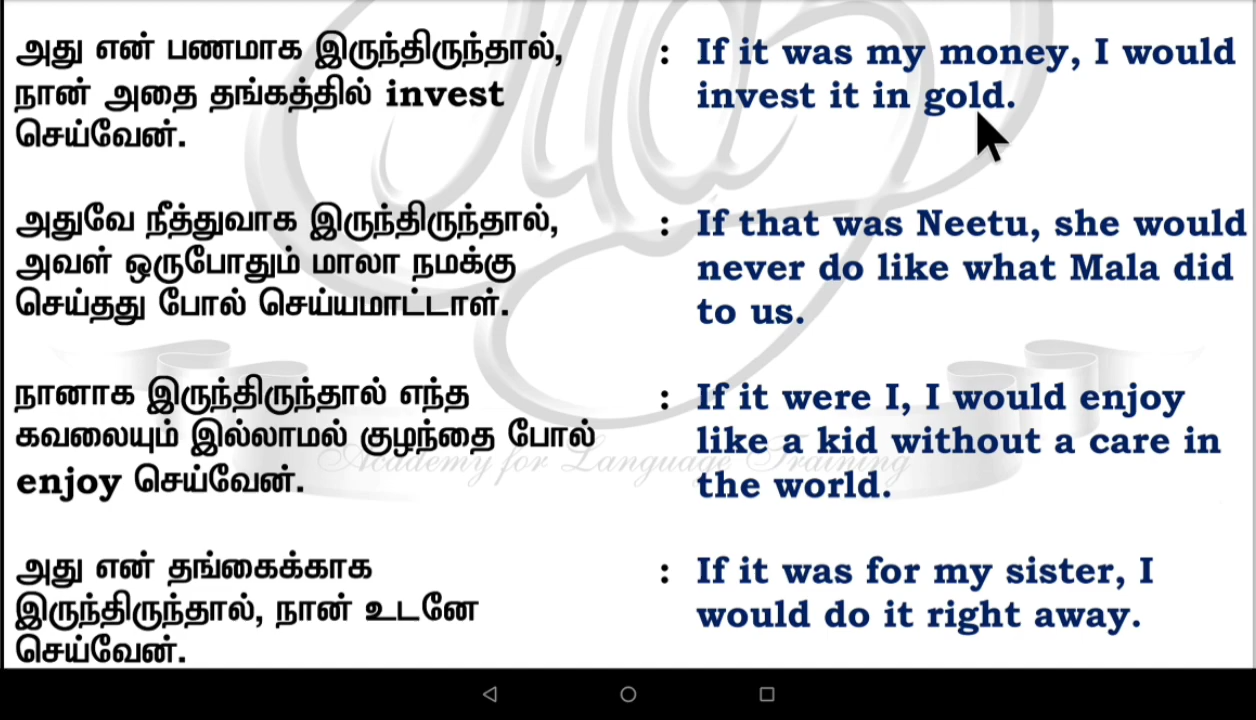 அது என் பணமாக இருந்திருந்தால்,
நான் அதை தங்கத்தில் invest
செய்வேன்.
: If it was my money, I would
invest it in gold.
அதுவே நீத்துவாக இருந்திருந்தால்,
அவள் ஒருபோதும் மாலா நமக்கு
செய்தது போல் செய்யமாட்டாள்.
: If that was Neetu, she would
never do like what Mala did
to us.
நானாக இருந்திருந்தால் எந்த
கவலையும் இல்லாமல் குழந்தை போல்
enjoy செய்வேன்.
: If it were I, I would enjoy
like a kid without a care in
the world.
Academy for Language Training
அது என் தங்கைக்காக
இருந்திருந்தால், நான் உடனே
செய்வேன்.
: If it was for my sister, I
would do it right away.